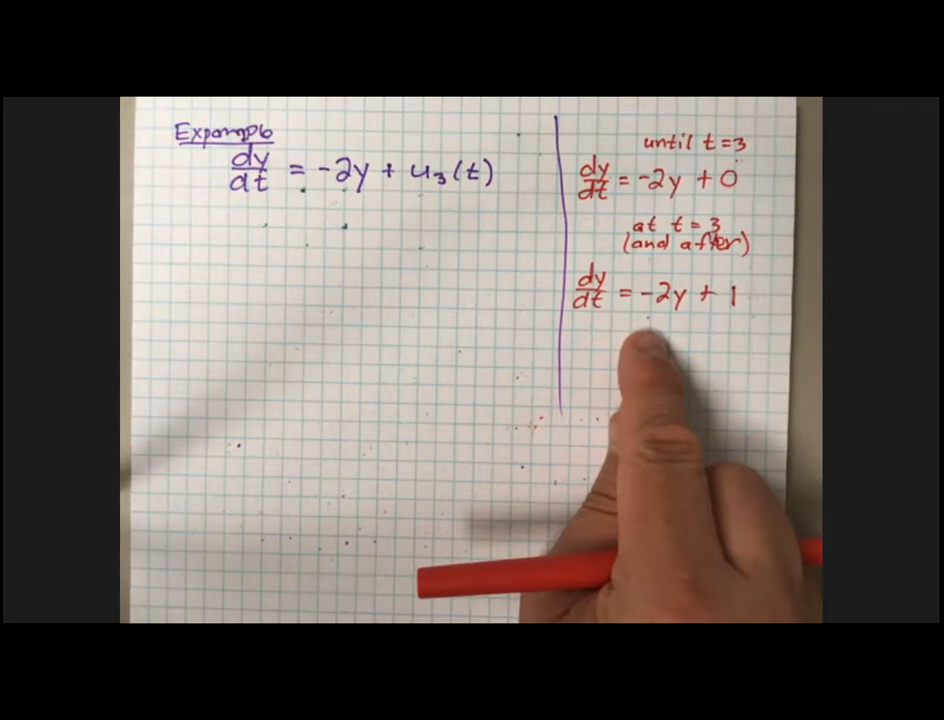 Example
dy/dt = -2y + u₃(t)
until t=3
dy/dt = -2y + 0
at t = 3
(and after)
dy/dt = -2y + 1